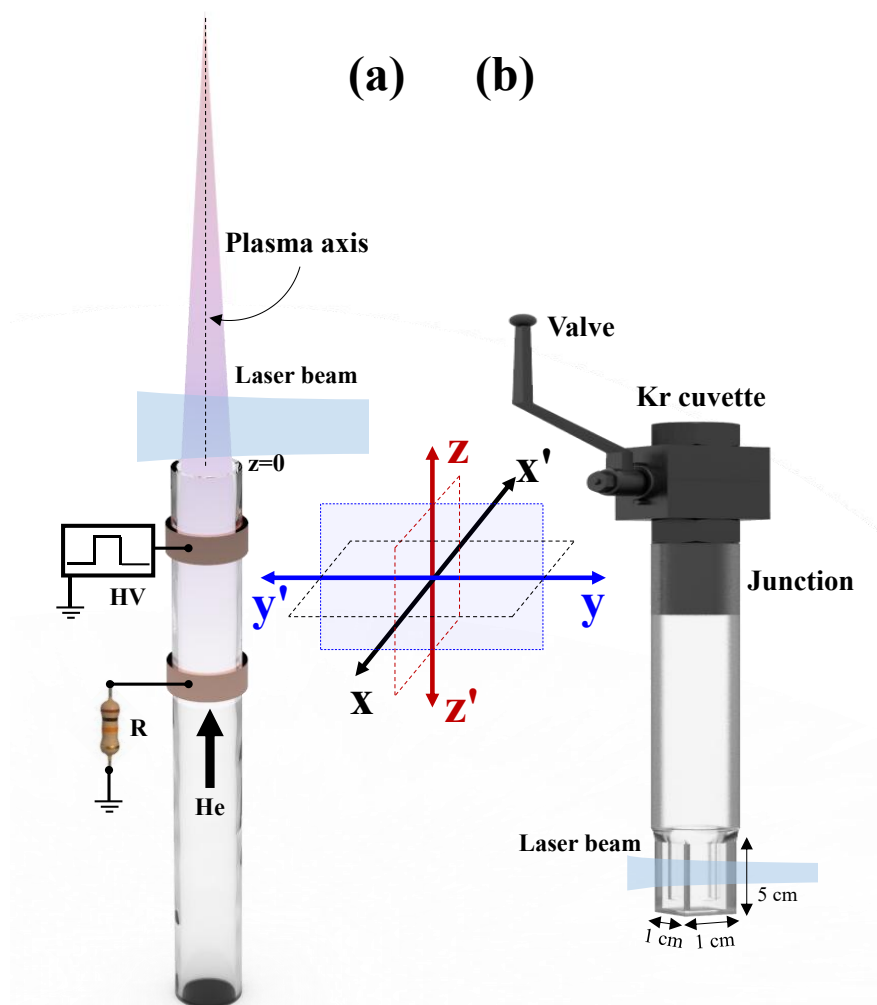 (a)
(b)
Plasma axis
Laser beam
z=0
HV
R
He
z
x'
y'
y
x
z'
Valve
Kr cuvette
Junction
Laser beam
5 cm
1 cm
1 cm